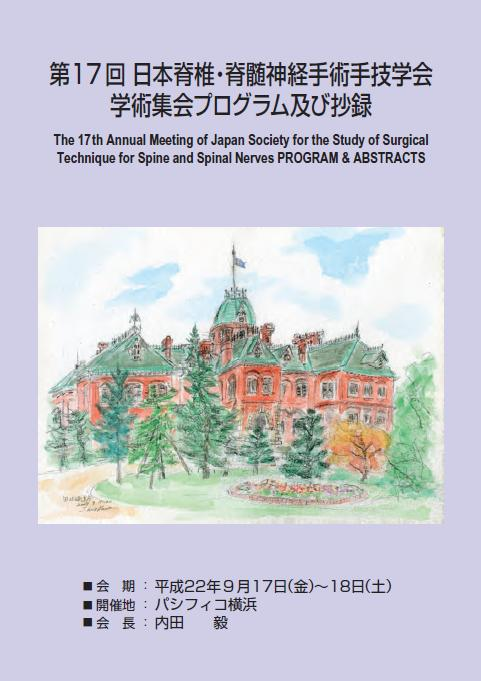 第17回 日本脊椎・脊髄神経手術手技学会
学術集会プログラム及び抄録
The 17th Annual Meeting of Japan Society for the Study of Surgical
Technique for Spine and Spinal Nerves PROGRAM & ABSTRACTS
■ 会　期 ： 平成22年9月17日(金)～18日(土)
■ 開催地 ： パシフィコ横浜
■ 会　長 ： 内田　　毅